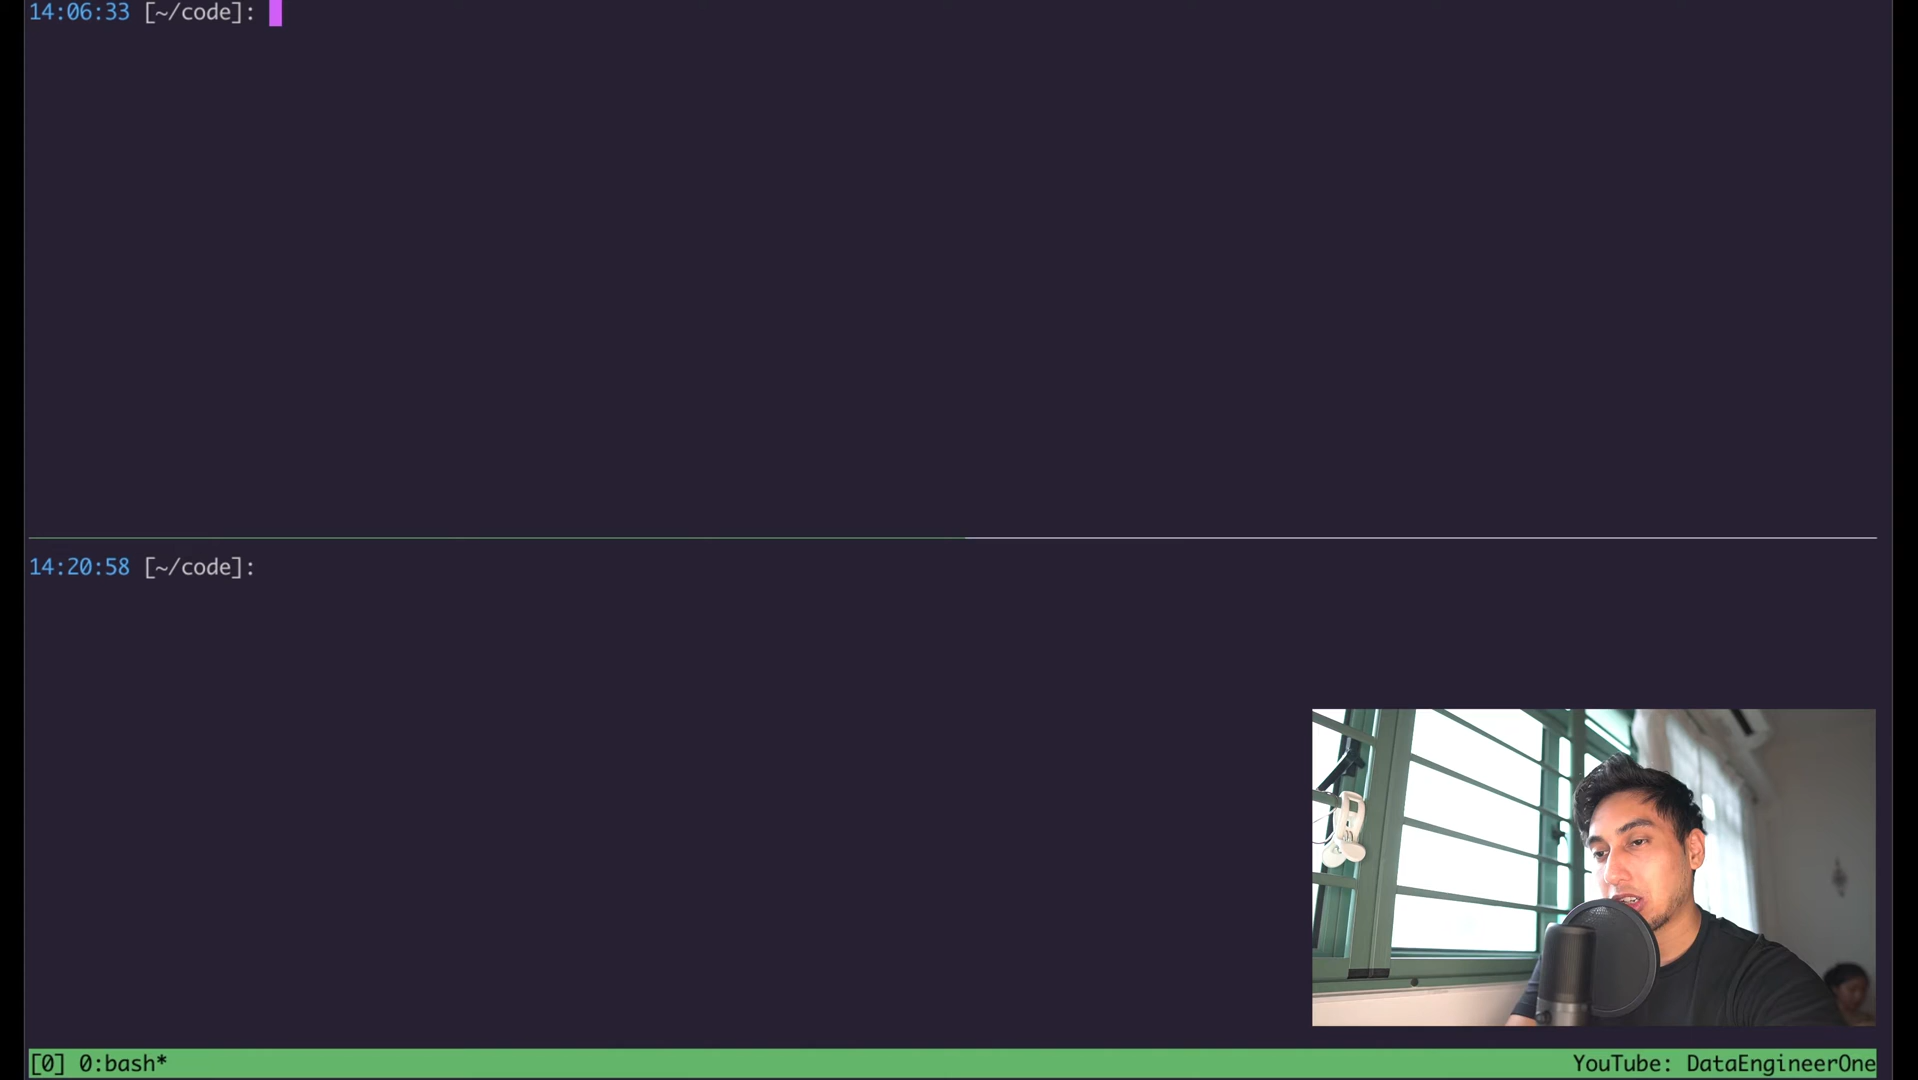 14:06:33 [~/code]:
14:20:58 [~/code]:
[0] 0:bash* YouTube: DataEngineerOne